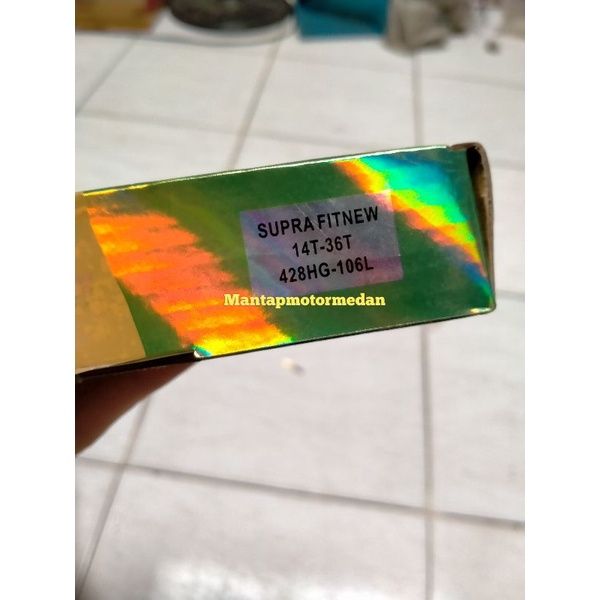 SUPRA FITNEW
14T-36T
428HG-106L
Mantapmotormedan